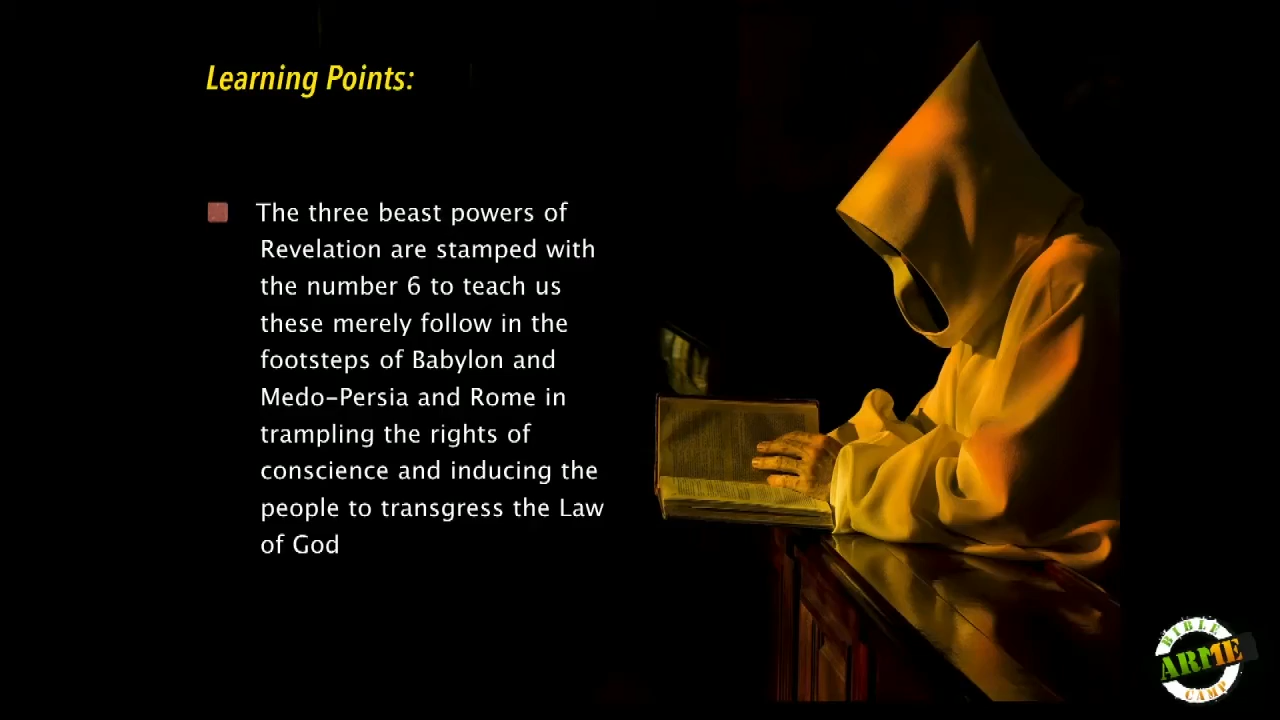 Learning Points:
The three beast powers of
Revelation are stamped with
the number 6 to teach us
these merely follow in the
footsteps of Babylon and
Medo-Persia and Rome in
trampling the rights of
conscience and inducing the
people to transgress the Law
of God
BIBLE
ARME
CAMP